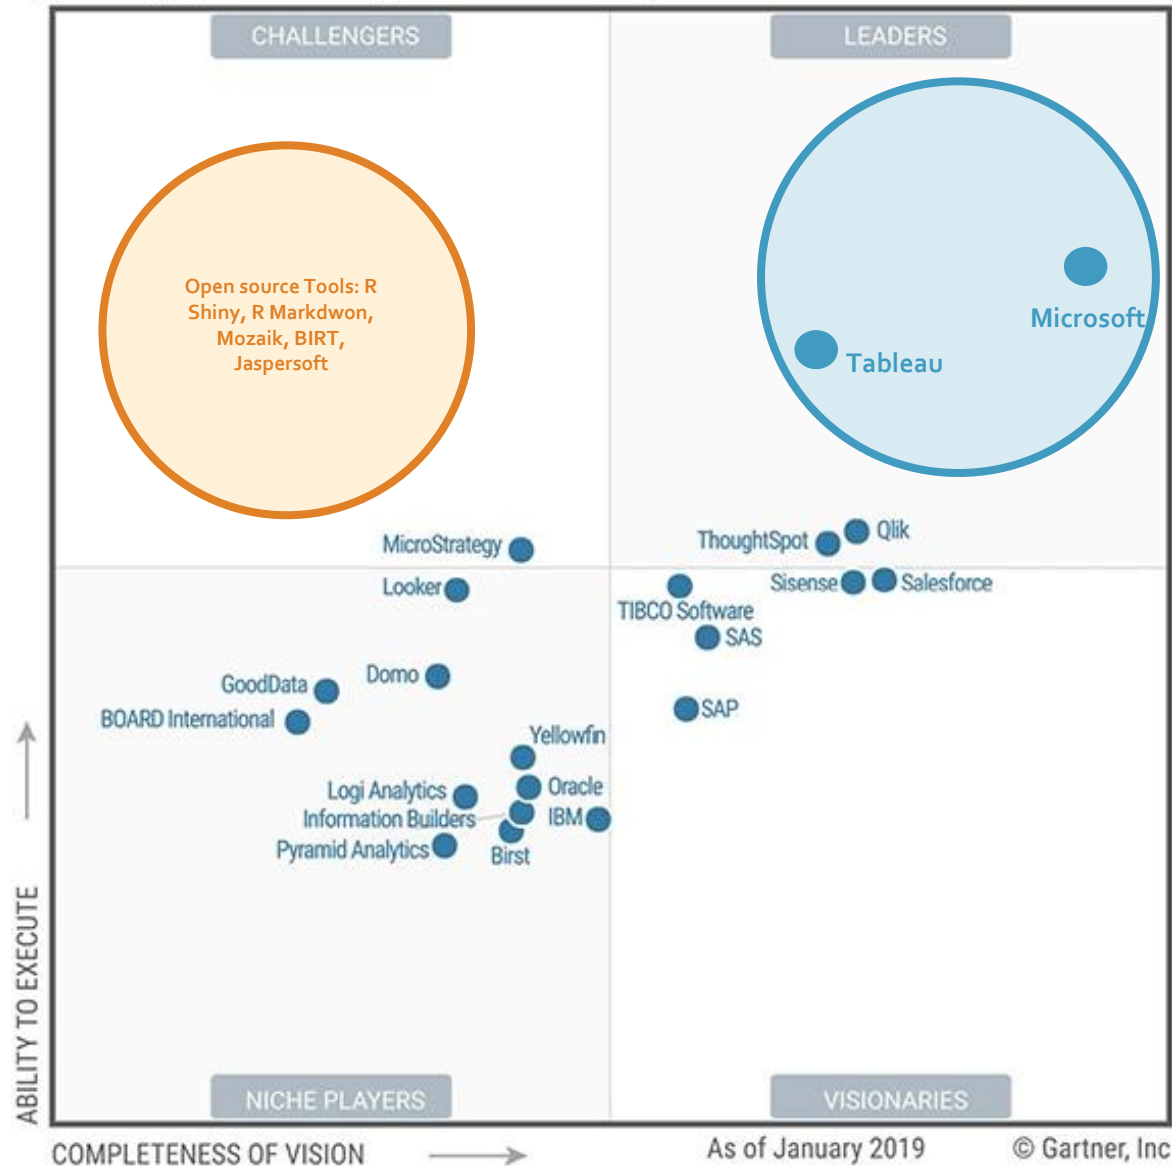 CHALLENGERS
LEADERS
Open source Tools: R
Shiny, R Markdwon,
Mozaik, BIRT,
Jaspersoft
Microsoft
Tableau
MicroStrategy
ThoughtSpot
Qlik
Looker
Sisense
Salesforce
TIBCO Software
SAS
Domo
GoodData
BOARD International
SAP
Yellowfin
Logi Analytics
Oracle
Information Builders
IBM
Pyramid Analytics
Birst
ABILITY TO EXECUTE
NICHE PLAYERS
VISIONARIES
COMPLETENESS OF VISION
As of January 2019
© Gartner, Inc